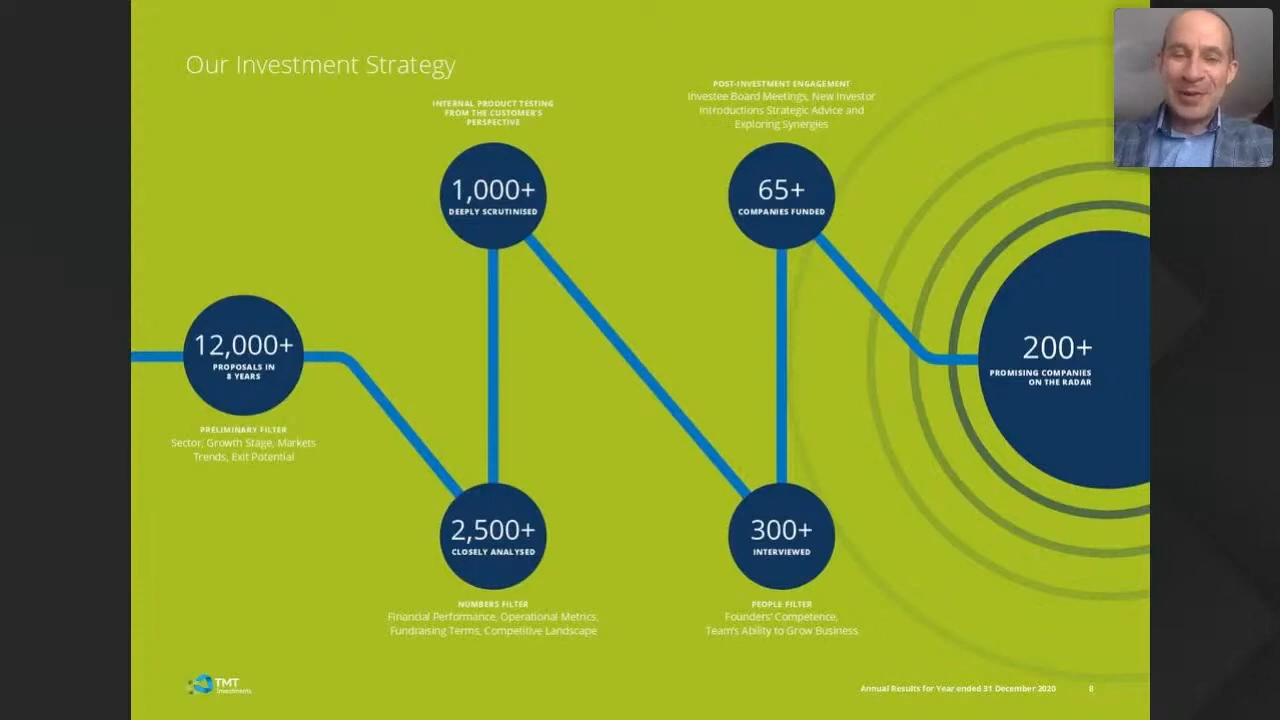 Our Investment Strategy
INTERNAL PRODUCT TESTING
FROM THE CUSTOMER'S
PERSPECTIVE
POST-INVESTMENT ENGAGEMENT
Investee Board Meetings, New Investor
Introductions Strategic Advice and
Exploring Synergies
1,000+
DEEPLY SCRUTINISED
65+
COMPANIES FUNDED
12,000+
PROPOSALS IN
8 YEARS
200+
PROMISING COMPANIES
ON THE RADAR
PRELIMINARY FILTER
Sector, Growth Stage, Markets
Trends, Exit Potential
2,500+
CLOSELY ANALYSED
300+
INTERVIEWED
NUMBERS FILTER
Financial Performance, Operational Metrics,
Fundraising Terms, Competitive Landscape
PEOPLE FILTER
Founders' Competence,
Team's Ability to Grow Business
TMT
Investments
Annual Results for Year ended 31 December 2020 8